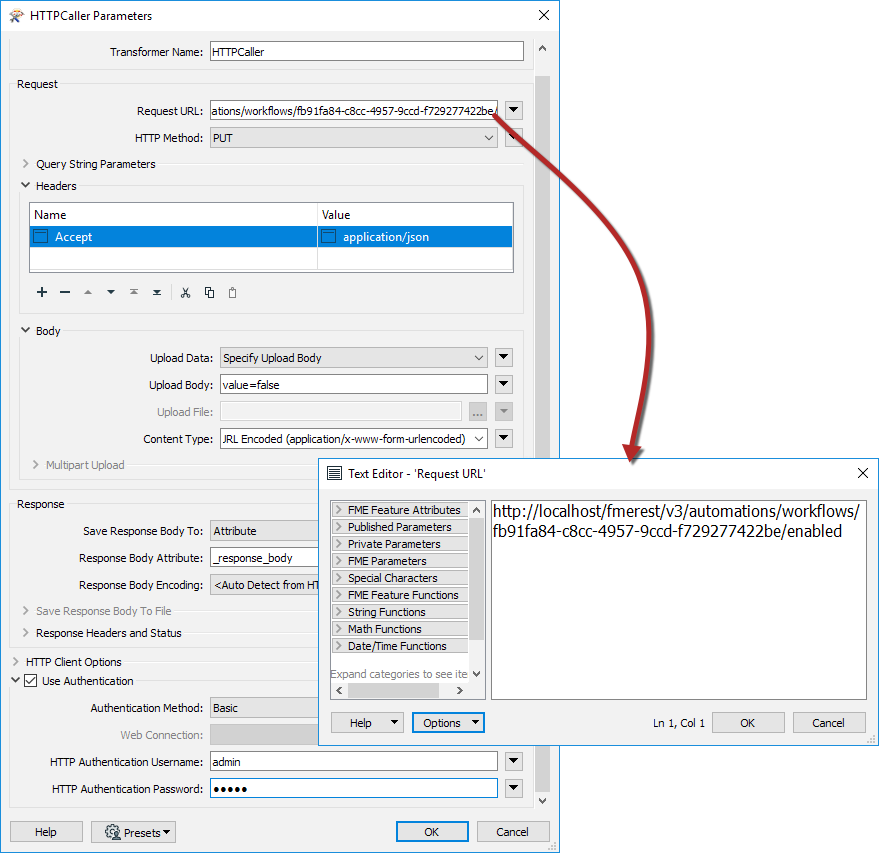 HTTPCaller Parameters
Transformer Name: HTTPCaller
Request
Request URL: ations/workflows/fb91fa84-c8cc-4957-9ccd-f729277422be/
HTTP Method: PUT
Query String Parameters
Headers
Name Value
Accept application/json
Body
Upload Data: Specify Upload Body
Upload Body: value=false
Upload File: ...
Content Type: JRL Encoded (application/x-www-form-urlencoded)
Multipart Upload
Response
Save Response Body To: Attribute
Response Body Attribute: _response_body
Response Body Encoding: <Auto Detect from HT
Save Response Body To File
Response Headers and Status
HTTP Client Options
Use Authentication
Authentication Method: Basic
Web Connection:
HTTP Authentication Username: admin
HTTP Authentication Password: ●●●●●
Help Presets OK Cancel
Text Editor - 'Request URL'
FME Feature Attributes
Published Parameters
Private Parameters
FME Parameters
Special Characters
FME Feature Functions
String Functions
Math Functions
Date/Time Functions
Expand categories to see ite
http://localhost/fmerest/v3/automations/workflows/
fb91fa84-c8cc-4957-9ccd-f729277422be/enabled
Help Options Ln 1, Col 1 OK Cancel